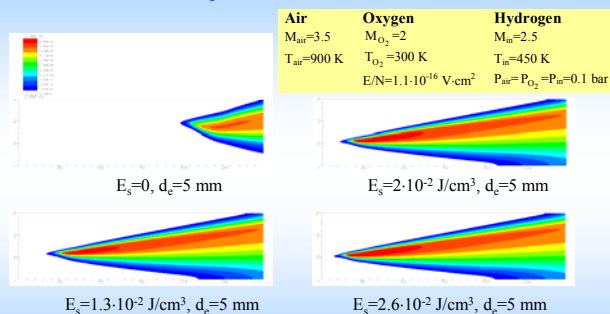 Air Oxygen Hydrogen
M_air=3.5 M_O₂=2 M_in=2.5
T_air=900 K T_O₂=300 K T_in=450 K
E/N=1.1·10⁻¹⁶ V·cm² P_air=P_O₂=P_in=0.1 bar
E_s=0, d_e=5 mm
E_s=2·10⁻² J/cm³, d_e=5 mm
E_s=1.3·10⁻² J/cm³, d_e=5 mm
E_s=2.6·10⁻² J/cm³, d_e=5 mm